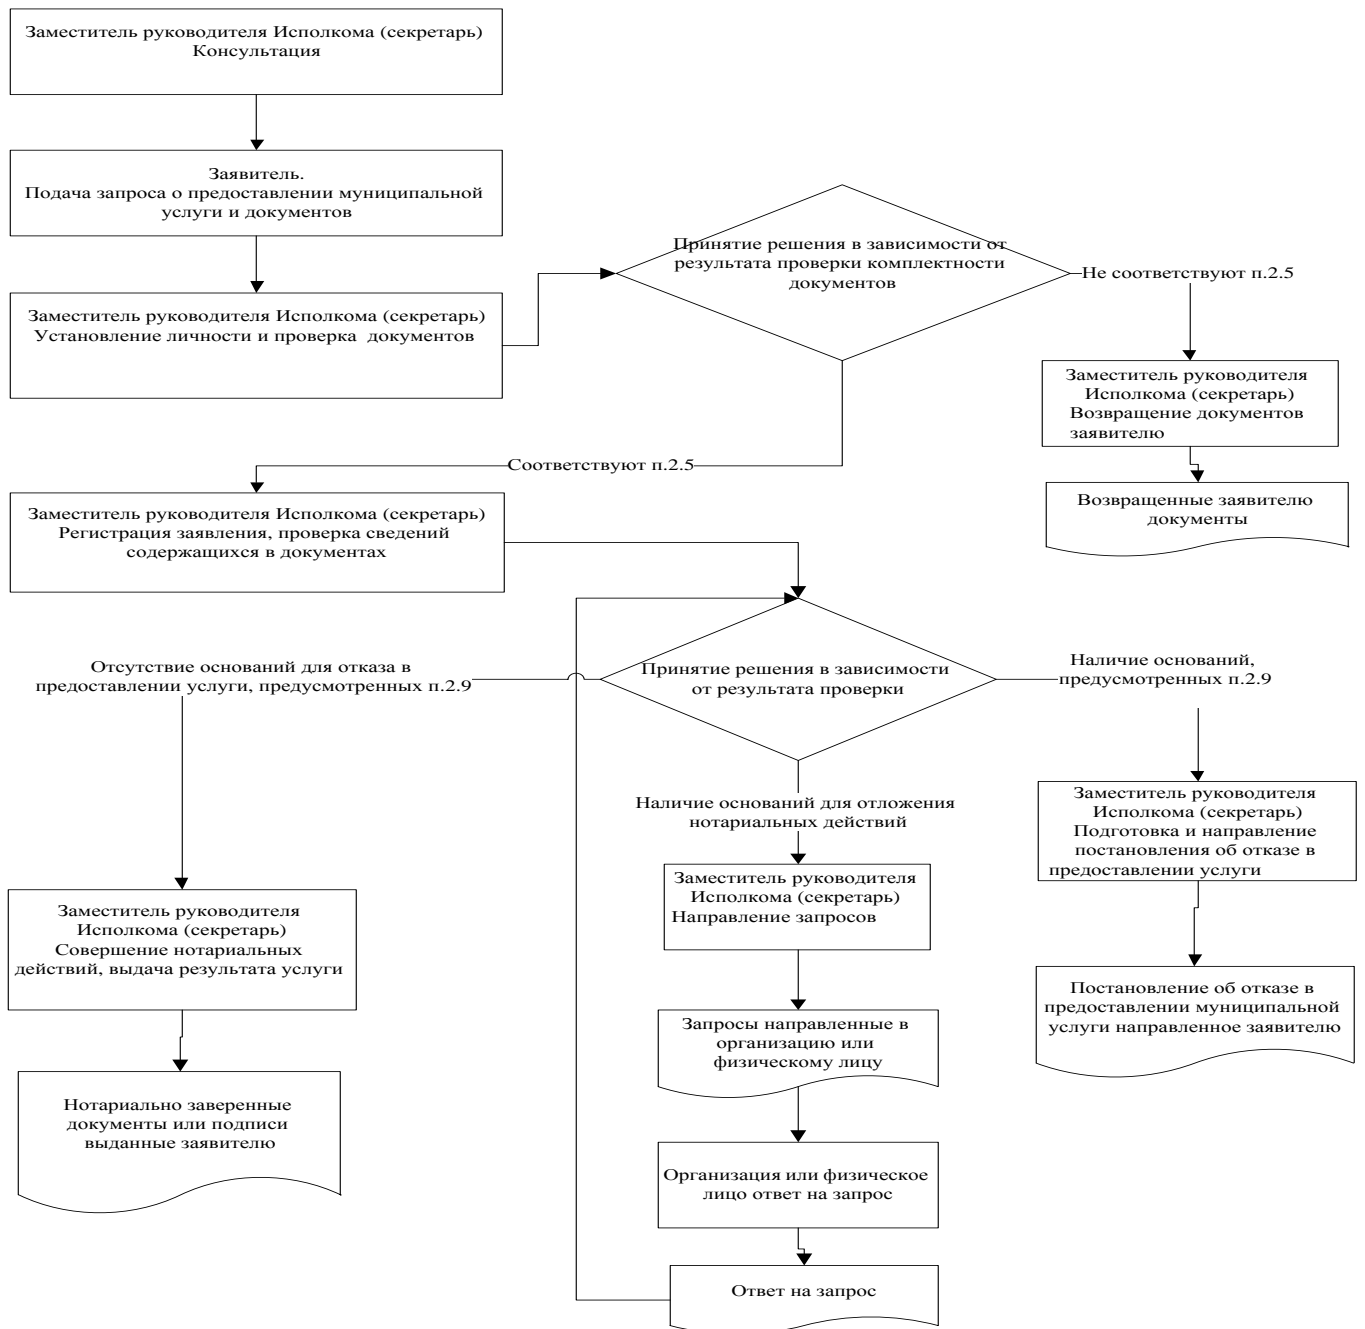 Заместитель руководителя Исполкома (секретарь)
Консультация
Заявитель.
Подача запроса о предоставлении муниципальной
услуги и документов
Заместитель руководителя Исполкома (секретарь)
Установление личности и проверка документов
Принятие решения в зависимости от
результата проверки комплектности
документов
Не соответствуют п.2.5
Заместитель руководителя
Исполкома (секретарь)
Возвращение документов
заявителю
Возвращенные заявителю
документы
Соответствуют п.2.5
Заместитель руководителя Исполкома (секретарь)
Регистрация заявления, проверка сведений
содержащихся в документах
Принятие решения в зависимости
от результата проверки
Отсутствие оснований для отказа в
предоставлении услуги, предусмотренных п.2.9
Наличие оснований,
предусмотренных п.2.9
Наличие оснований для отложения
нотариальных действий
Заместитель руководителя
Исполкома (секретарь)
Совершение нотариальных
действий, выдача результата услуги
Нотариально заверенные
документы или подписи
выданные заявителю
Заместитель руководителя
Исполкома (секретарь)
Направление запросов
Запросы направленные в
организацию или
физическому лицу
Организация или физическое
лицо ответ на запрос
Ответ на запрос
Заместитель руководителя
Исполкома (секретарь)
Подготовка и направление
постановления об отказе в
предоставлении услуги
Постановление об отказе в
предоставлении муниципальной
услуги направленное заявителю